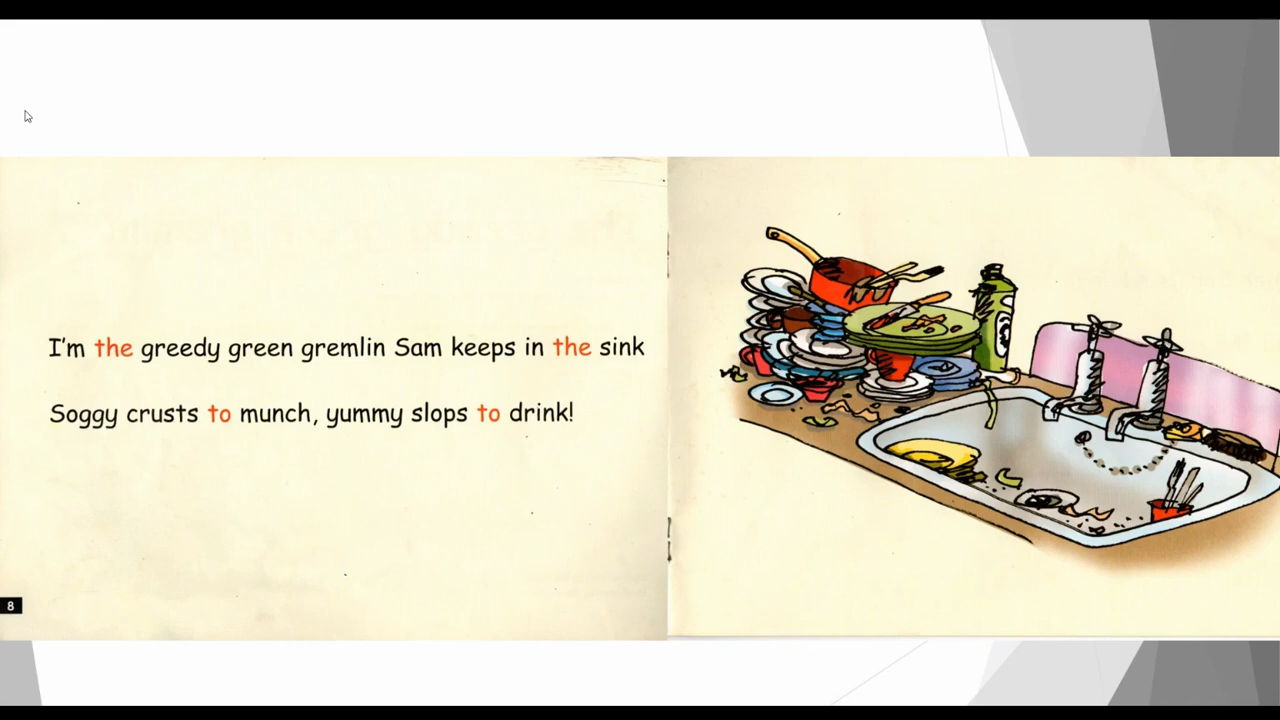 I'm the greedy green gremlin Sam keeps in the sink
Soggy crusts to munch, yummy slops to drink!
8